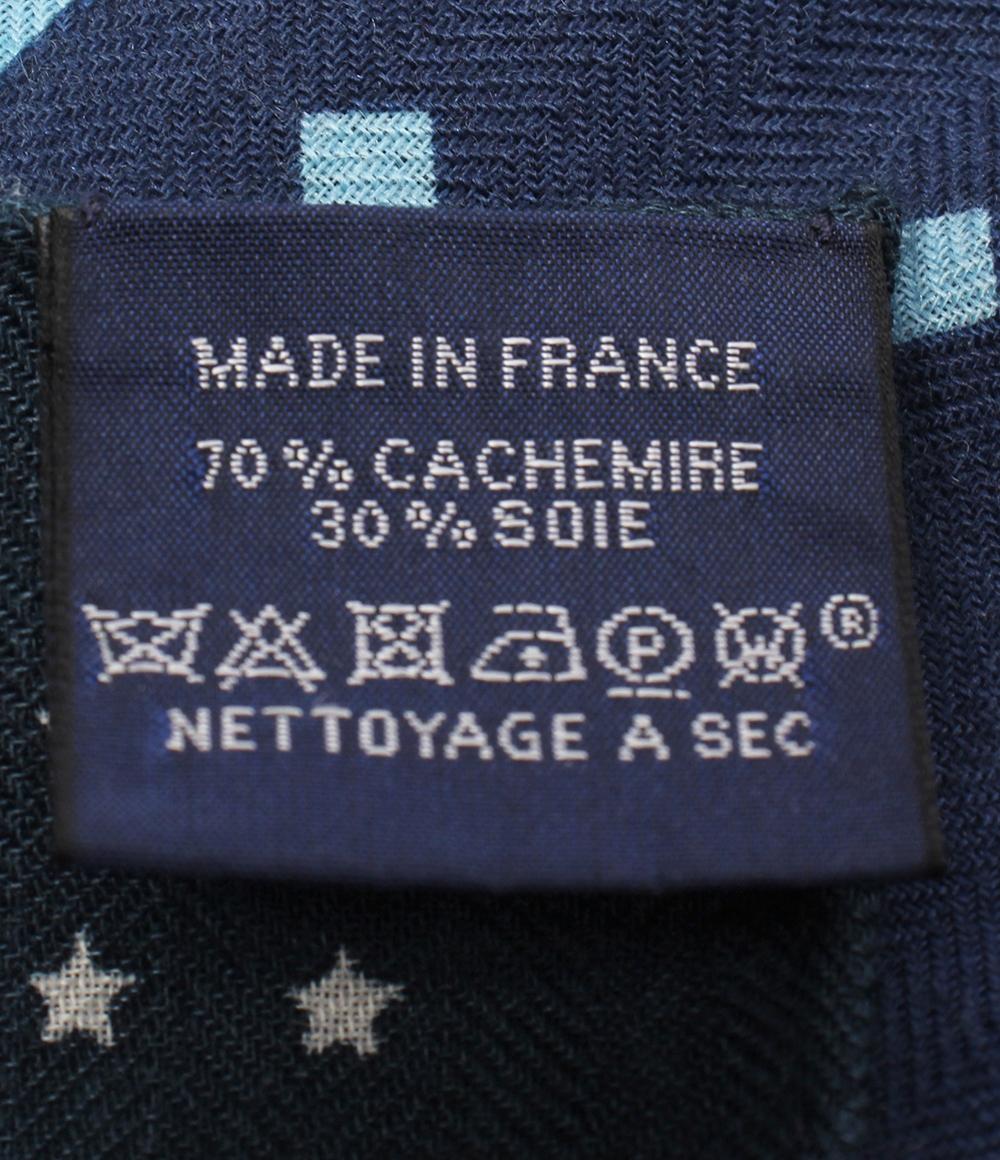 MADE IN FRANCE
70 % CACHEMIRE
30 % SOIE
P W ®
NETTOYAGE A SEC